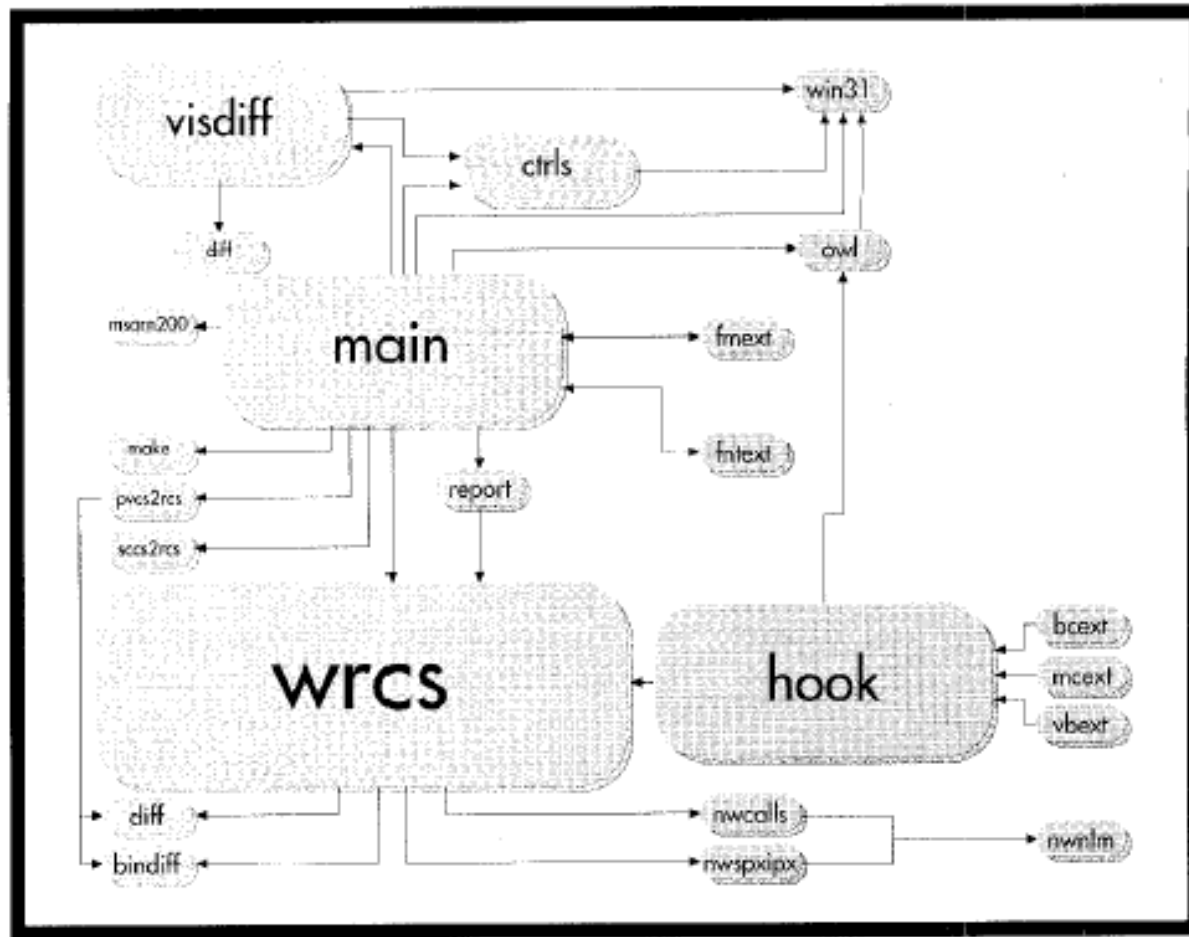 visdiff
win31
ctrls
diff
owl
msarn200
main
fmext
make
fntext
pvcs2rcs
report
sccs2rcs
wrcs
hook
bcext
mcext
vbext
diff
nwcalls
bindiff
nwspxipx
nwnlm